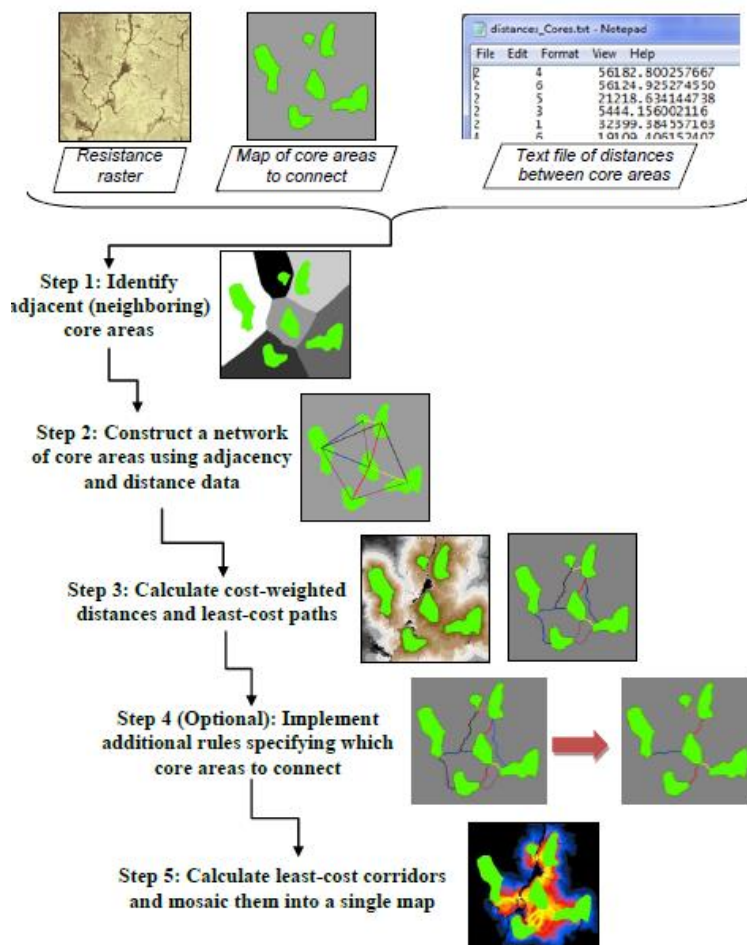 distances_Cores.txt - Notepad
File Edit Format View Help
2 4 56182.800257667
2 6 56124.925274550
2 5 21218.634144738
2 3 5444.156002116
2 1 32399.384557163
4 6 19109.406152407
Resistance
raster
Map of core areas
to connect
Text file of distances
between core areas
Step 1: Identify
adjacent (neighboring)
core areas
Step 2: Construct a network
of core areas using adjacency
and distance data
Step 3: Calculate cost-weighted
distances and least-cost paths
Step 4 (Optional): Implement
additional rules specifying which
core areas to connect
Step 5: Calculate least-cost corridors
and mosaic them into a single map